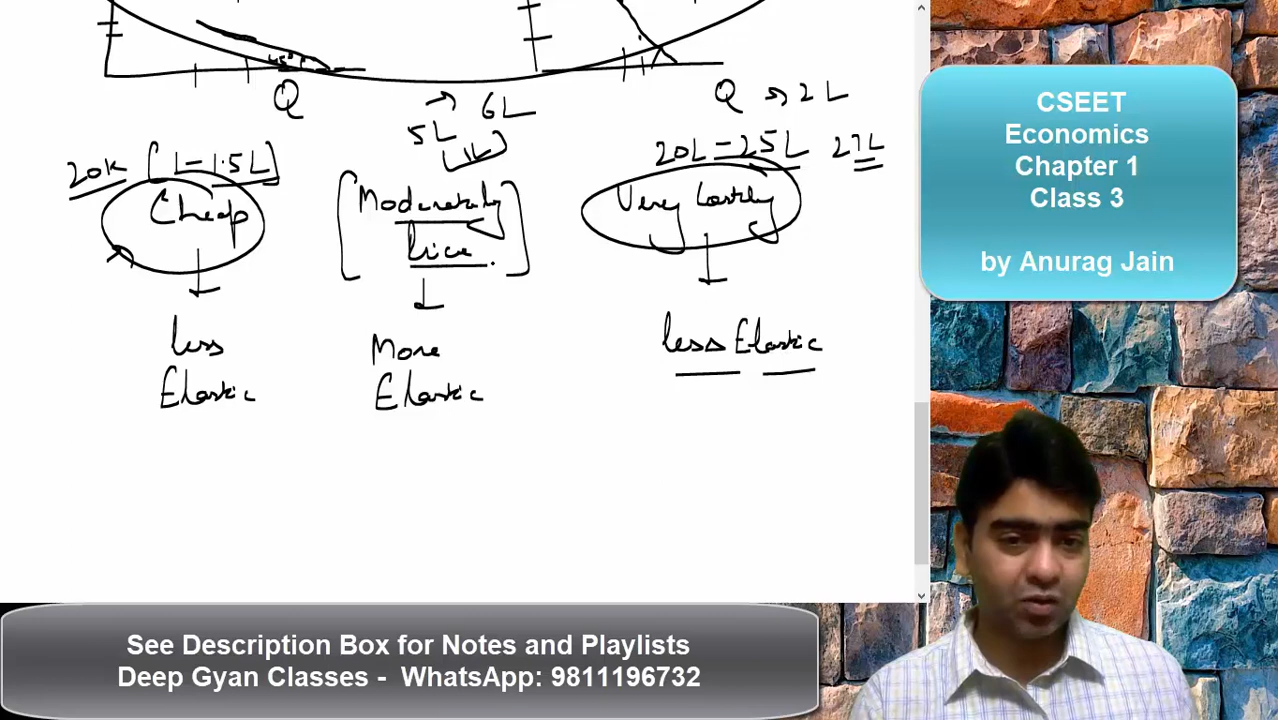 Q
Q → 2L
→ 6L
5L
1L
20K [1L - 1.5L]
20L - 25L 27L
Cheap
[Moderately
Price]
Very Costly
less
Elastic
More
Elastic
less Elastic
CSEET
Economics
Chapter 1
Class 3
by Anurag Jain
See Description Box for Notes and Playlists
Deep Gyan Classes - WhatsApp: 9811196732